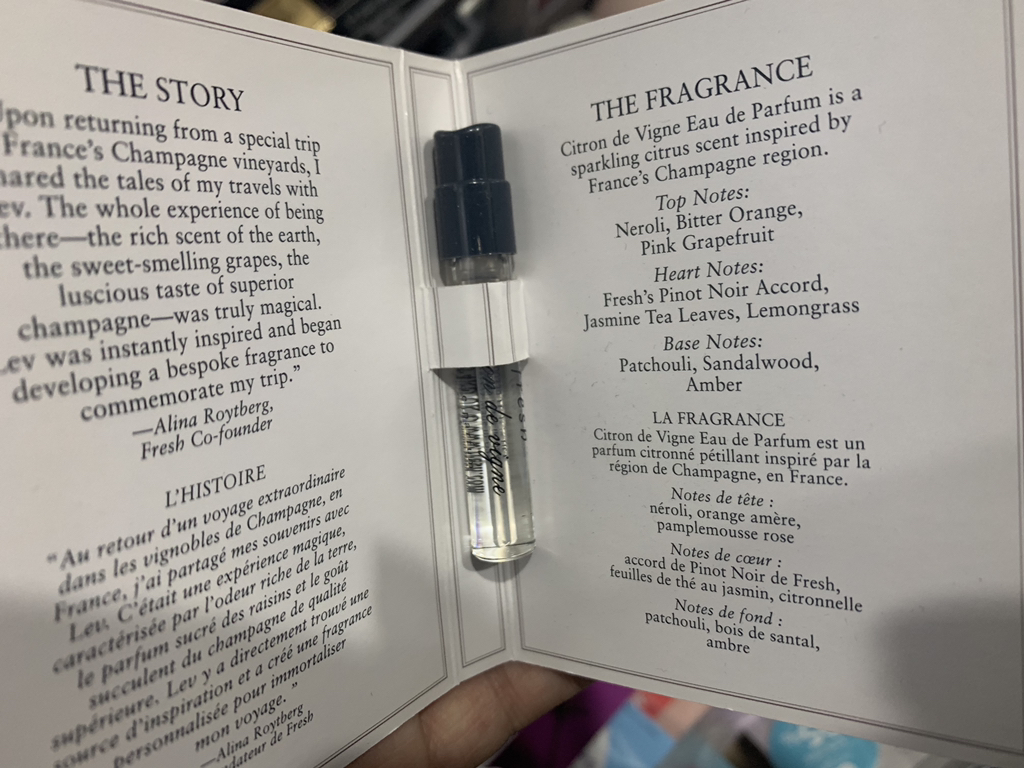 THE STORY
Upon returning from a special trip
France's Champagne vineyards, I
the tales of my travels with
The whole experience of being
there—the rich scent of the earth,
the sweet-smelling grapes, the
luscious taste of superior
champagne—was truly magical.
Lev was instantly inspired and began
developing a bespoke fragrance to
commemorate my trip."
—Alina Roytberg,
Fresh Co-founder
L'HISTOIRE
"Au retour d'un voyage extraordinaire
dans les vignobles de Champagne, en
France, j'ai partagé mes souvenirs avec
Lev. C'était une expérience magique,
caractérisée par l'odeur riche de la terre,
le parfum sucré des raisins et le goût
succulent du champagne de qualité
supérieure. Lev y a directement trouvé une
source d'inspiration et a créé une fragrance
personnalisée pour immortaliser
mon voyage."
—Alina Roytberg
de Fresh
fresh
de vigne
THE FRAGRANCE
Citron de Vigne Eau de Parfum is a
sparkling citrus scent inspired by
France's Champagne region.
Top Notes:
Neroli, Bitter Orange,
Pink Grapefruit
Heart Notes:
Fresh's Pinot Noir Accord,
Jasmine Tea Leaves, Lemongrass
Base Notes:
Patchouli, Sandalwood,
Amber
LA FRAGRANCE
Citron de Vigne Eau de Parfum est un
parfum citronné pétillant inspiré par la
région de Champagne, en France.
Notes de tête :
néroli, orange amère,
pamplemousse rose
Notes de cœur :
accord de Pinot Noir de Fresh,
feuilles de thé au jasmin, citronnelle
Notes de fond :
patchouli, bois de santal,
ambre